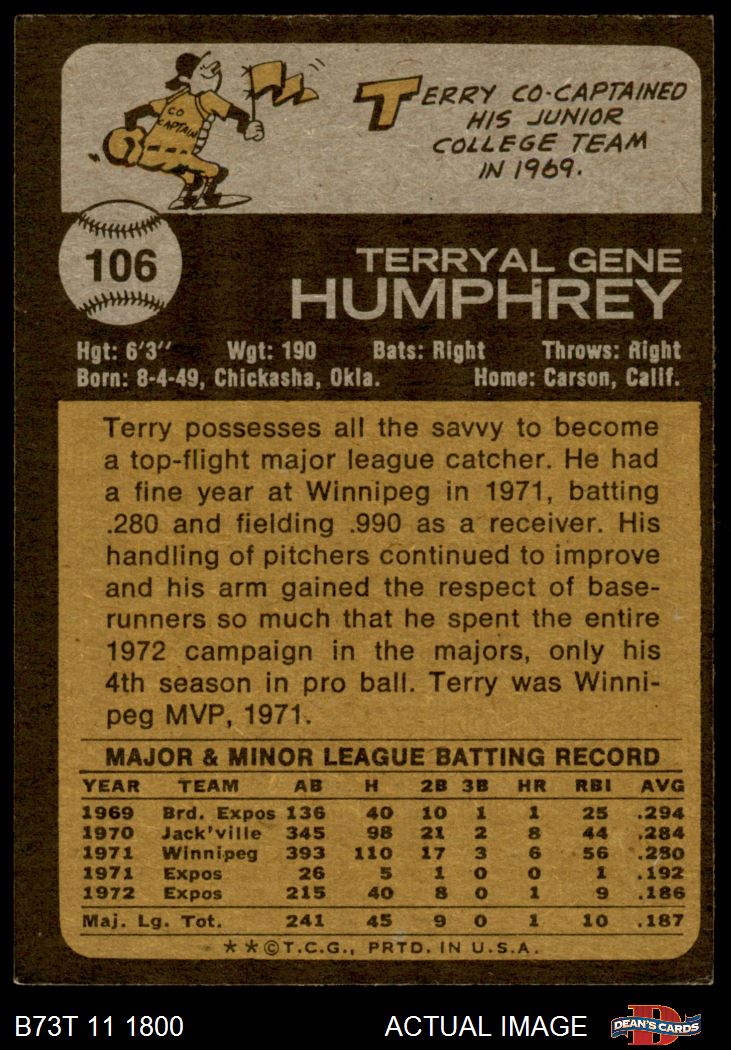 CO
CAPTAIN
TERRY CO-CAPTAINED
HIS JUNIOR
COLLEGE TEAM
IN 1969.
106
TERRYAL GENE
HUMPHREY
Hgt: 6'3" Wgt: 190 Bats: Right Throws: Right
Born: 8-4-49, Chickasha, Okla. Home: Carson, Calif.
Terry possesses all the savvy to become
a top-flight major league catcher. He had
a fine year at Winnipeg in 1971, batting
.280 and fielding .990 as a receiver. His
handling of pitchers continued to improve
and his arm gained the respect of base-
runners so much that he spent the entire
1972 campaign in the majors, only his
4th season in pro ball. Terry was Winni-
peg MVP, 1971.
MAJOR & MINOR LEAGUE BATTING RECORD
YEAR TEAM AB H 2B 3B HR RBI AVG
1969 Brd. Expos 136 40 10 1 1 25 .294
1970 Jack'ville 345 98 21 2 8 44 .284
1971 Winnipeg 393 110 17 3 6 56 .280
1971 Expos 26 5 1 0 0 1 .192
1972 Expos 215 40 8 0 1 9 .186
Maj. Lg. Tot. 241 45 9 0 1 10 .187
**©T.C.G., PRTD. IN U.S.A.
B73T 11 1800 ACTUAL IMAGE
D
DEAN'S CARDS